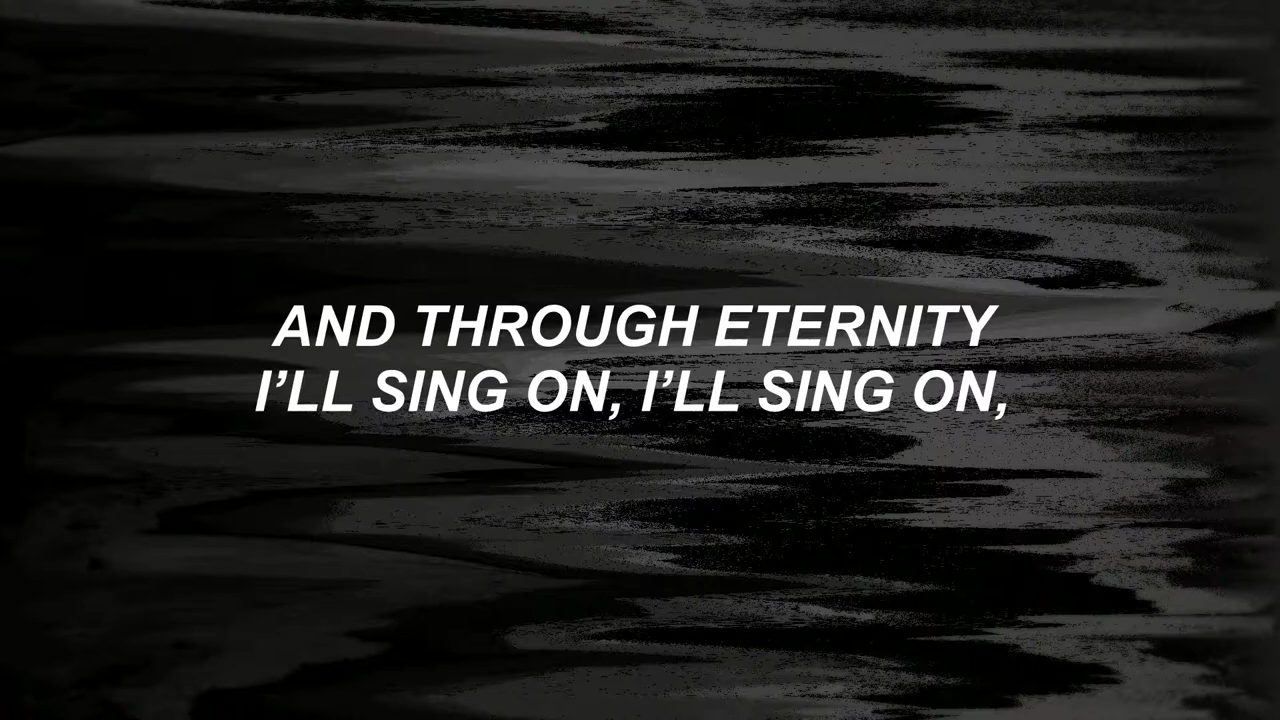 AND THROUGH ETERNITY
I’LL SING ON, I’LL SING ON,